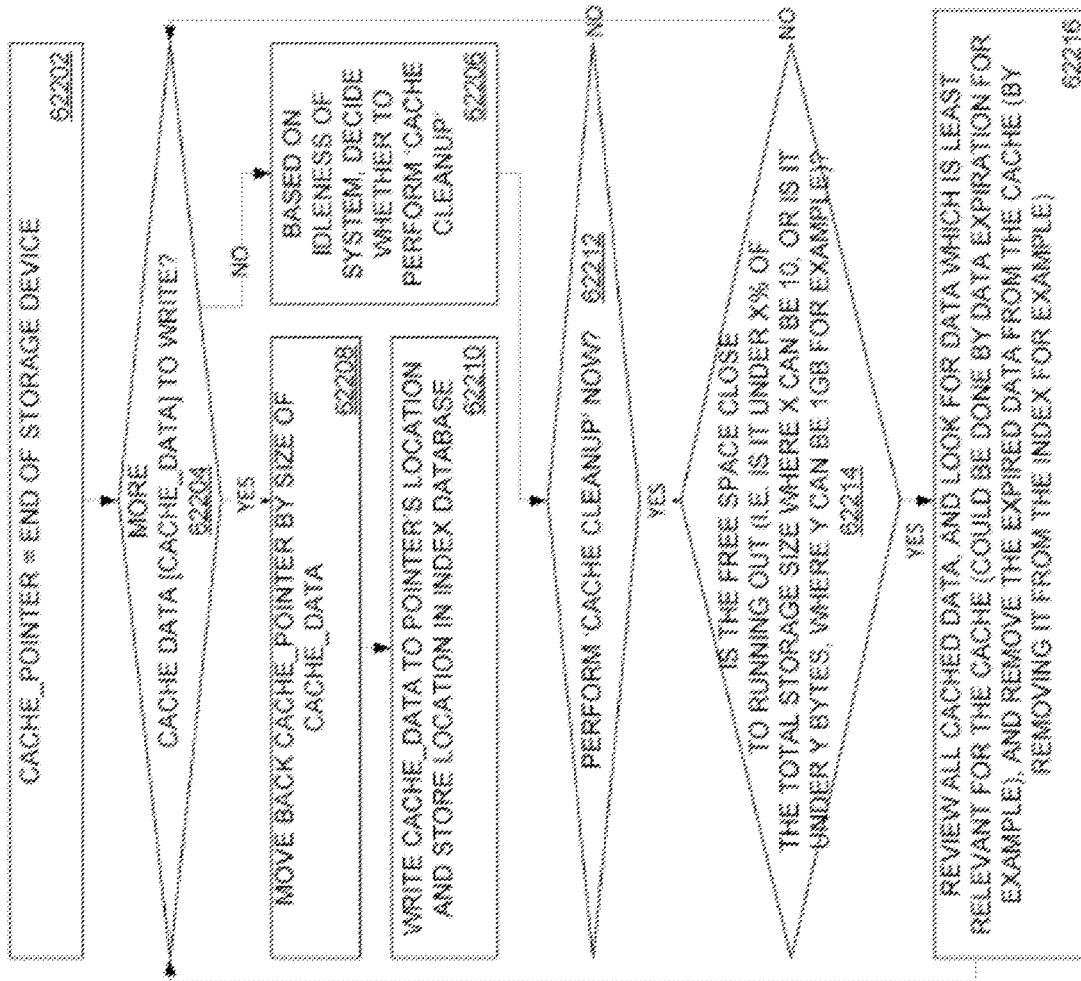 CACHE_POINTER = END OF STORAGE DEVICE
62202
MORE
CACHE DATA [CACHE_DATA] TO WRITE?
62204
YES
NO
MOVE BACK CACHE_POINTER BY SIZE OF
CACHE_DATA
62208
BASED ON
IDLENESS OF
SYSTEM, DECIDE
WHETHER TO
PERFORM 'CACHE
CLEANUP'
62206
WRITE CACHE_DATA TO POINTER'S LOCATION
AND STORE LOCATION IN INDEX DATABASE
62210
PERFORM 'CACHE CLEANUP' NOW? 62212
NO
YES
IS THE FREE SPACE CLOSE
TO RUNNING OUT (I.E. IS IT UNDER X% OF
THE TOTAL STORAGE SIZE WHERE X CAN BE 10, OR IS IT
UNDER Y BYTES, WHERE Y CAN BE 1GB FOR EXAMPLE)?
62214
NO
YES
REVIEW ALL CACHED DATA, AND LOOK FOR DATA WHICH IS LEAST
RELEVANT FOR THE CACHE (COULD BE DONE BY DATA EXPIRATION FOR
EXAMPLE), AND REMOVE THE EXPIRED DATA FROM THE CACHE (BY
REMOVING IT FROM THE INDEX FOR EXAMPLE)
62216